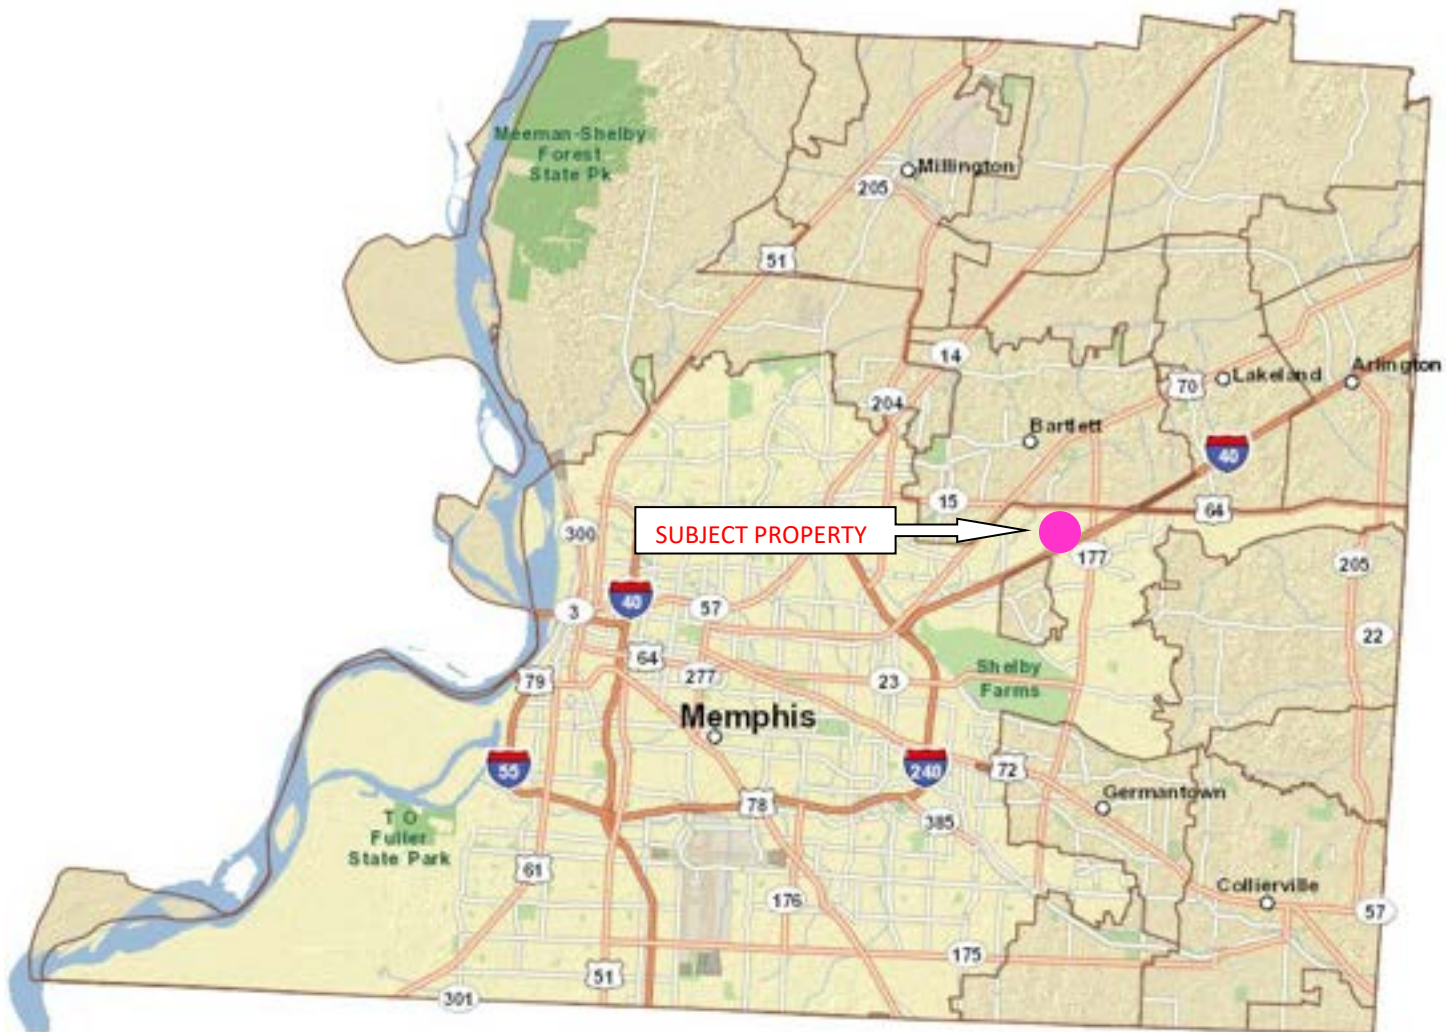 Meeman-Shelby
Forest
State Pk
Millington
205
51
14
70
Lakeland
Arlington
204
Bartlett
40
15
64
SUBJECT PROPERTY
300
177
205
40
3
57
22
64
277
23
Shelby
Farms
79
Memphis
55
240
72
78
Germantown
385
T O
Fuller
State Park
61
176
Collierville
57
175
51
301